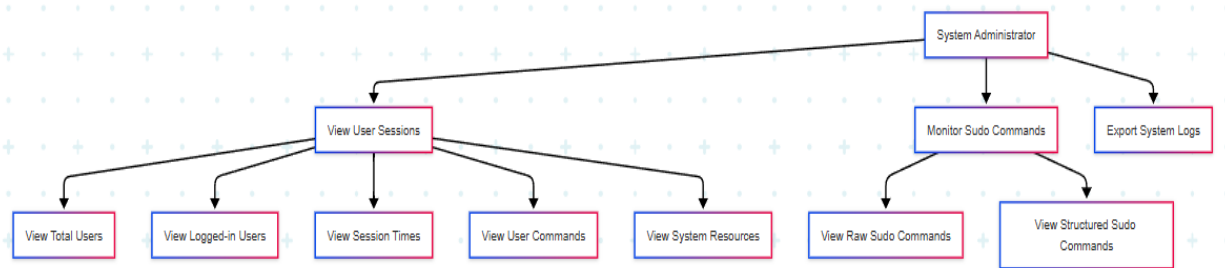 System Administrator
View User Sessions
Monitor Sudo Commands
Export System Logs
View Total Users
View Logged-in Users
View Session Times
View User Commands
View System Resources
View Raw Sudo Commands
View Structured Sudo
Commands